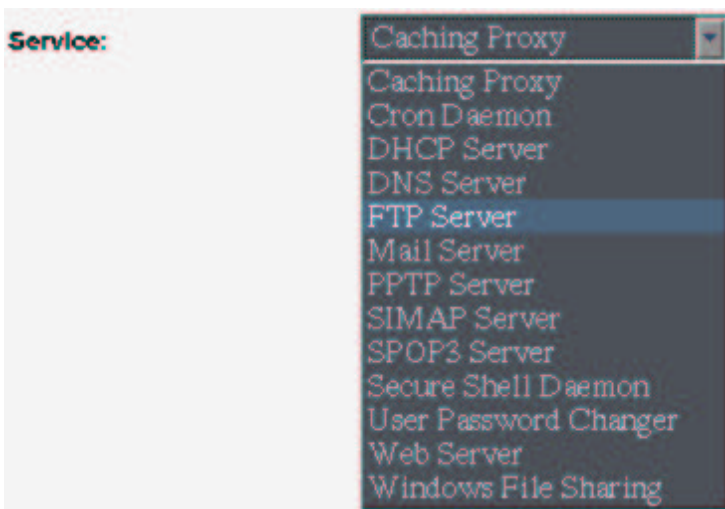 Service:
Caching Proxy
Caching Proxy
Cron Daemon
DHCP Server
DNS Server
FTP Server
Mail Server
PPTP Server
SIMAP Server
SPOP3 Server
Secure Shell Daemon
User Password Changer
Web Server
Windows File Sharing